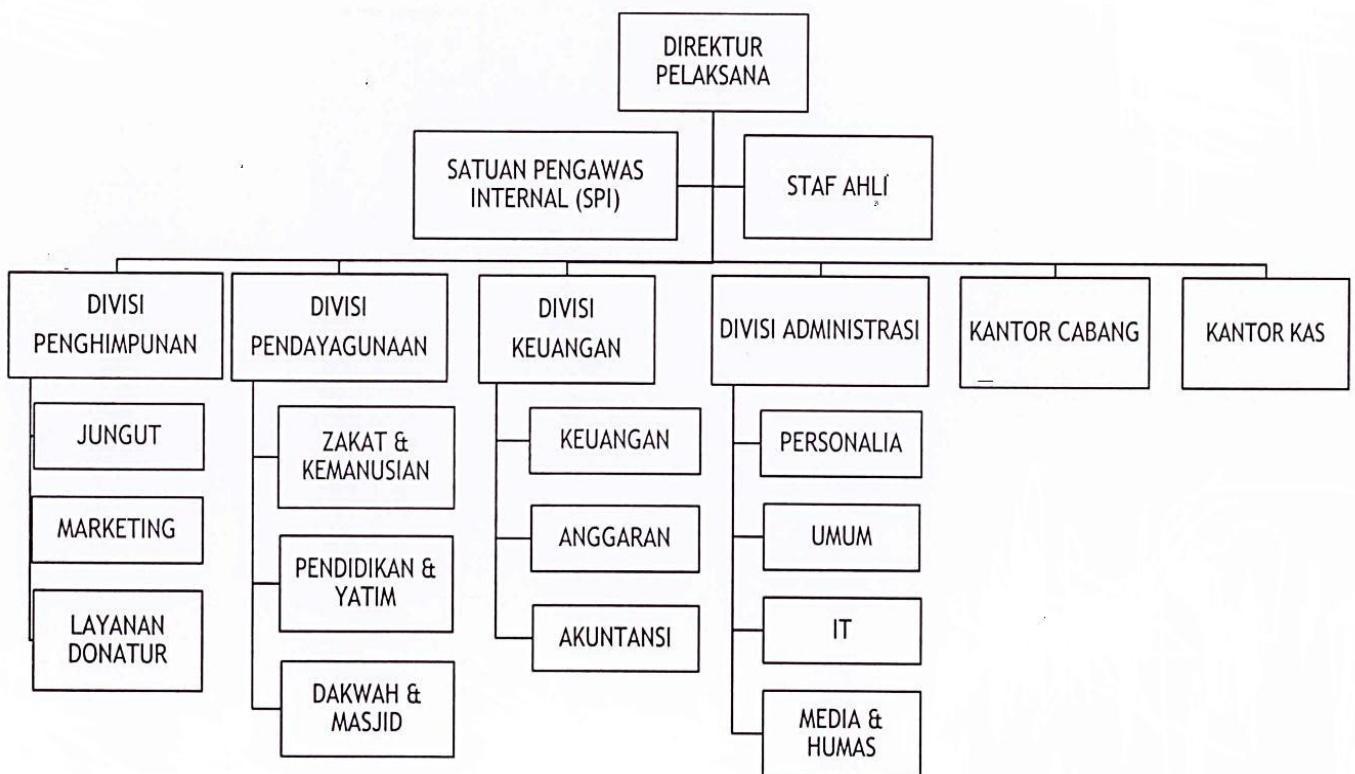 DIREKTUR
PELAKSANA
SATUAN PENGAWAS
INTERNAL (SPI)
STAF AHLI
DIVISI
PENGHIMPUNAN
DIVISI
PENDAYAGUNAAN
DIVISI
KEUANGAN
DIVISI ADMINISTRASI
KANTOR CABANG
KANTOR KAS
JUNGUT
MARKETING
LAYANAN
DONATUR
ZAKAT &
KEMANUSIAN
PENDIDIKAN &
YATIM
DAKWAH &
MASJID
KEUANGAN
ANGGARAN
AKUNTANSI
PERSONALIA
UMUM
IT
MEDIA &
HUMAS